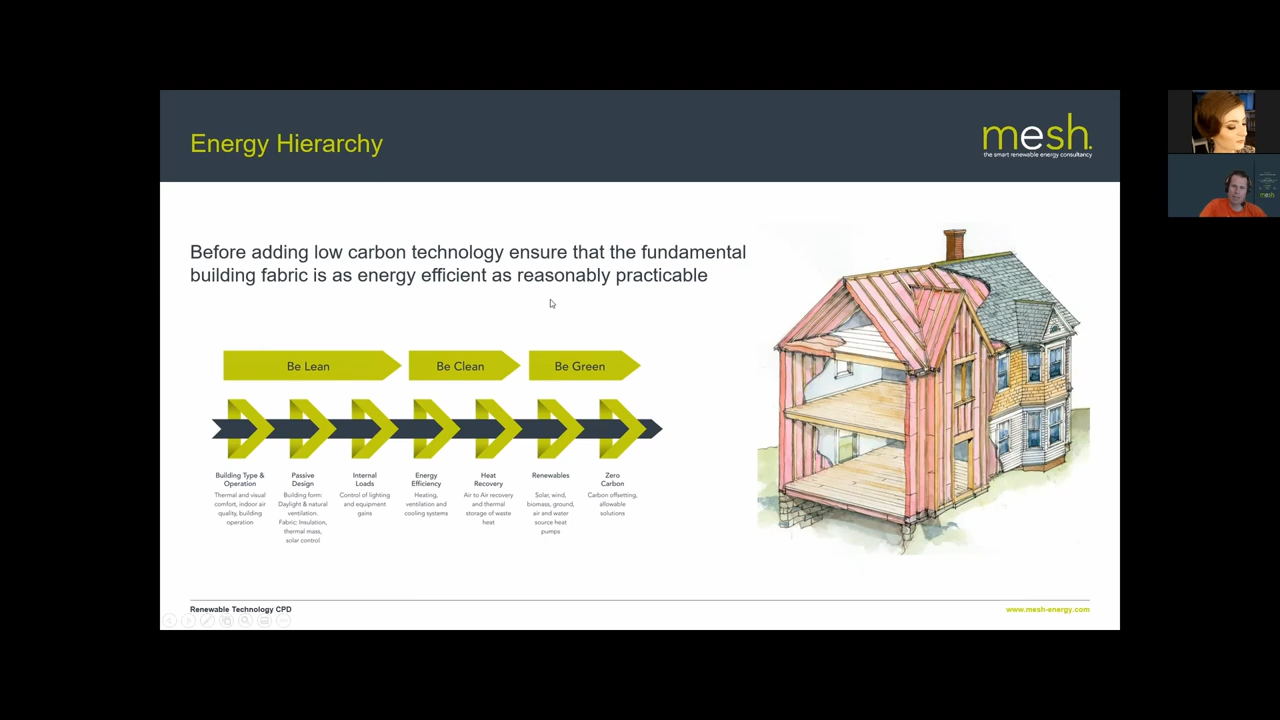 Energy Hierarchy
mesh.
the smart renewable energy consultancy
Before adding low carbon technology ensure that the fundamental
building fabric is as energy efficient as reasonably practicable
Be Lean
Be Clean
Be Green
Building Type &
Operation
Thermal and visual
comfort, indoor air
quality, building
operation
Passive
Design
Building form:
Daylight & natural
ventilation.
Fabric: Insulation,
thermal mass,
solar control
Internal
Loads
Control of lighting
and equipment
gains
Energy
Efficiency
Heating,
ventilation and
cooling systems
Heat
Recovery
Air to Air recovery
and thermal
storage of waste
heat
Renewables
Solar, wind,
biomass, ground,
air and water
source heat
pumps
Zero
Carbon
Carbon offsetting,
allowable
solutions
Renewable Technology CPD
www.mesh-energy.com
mesh